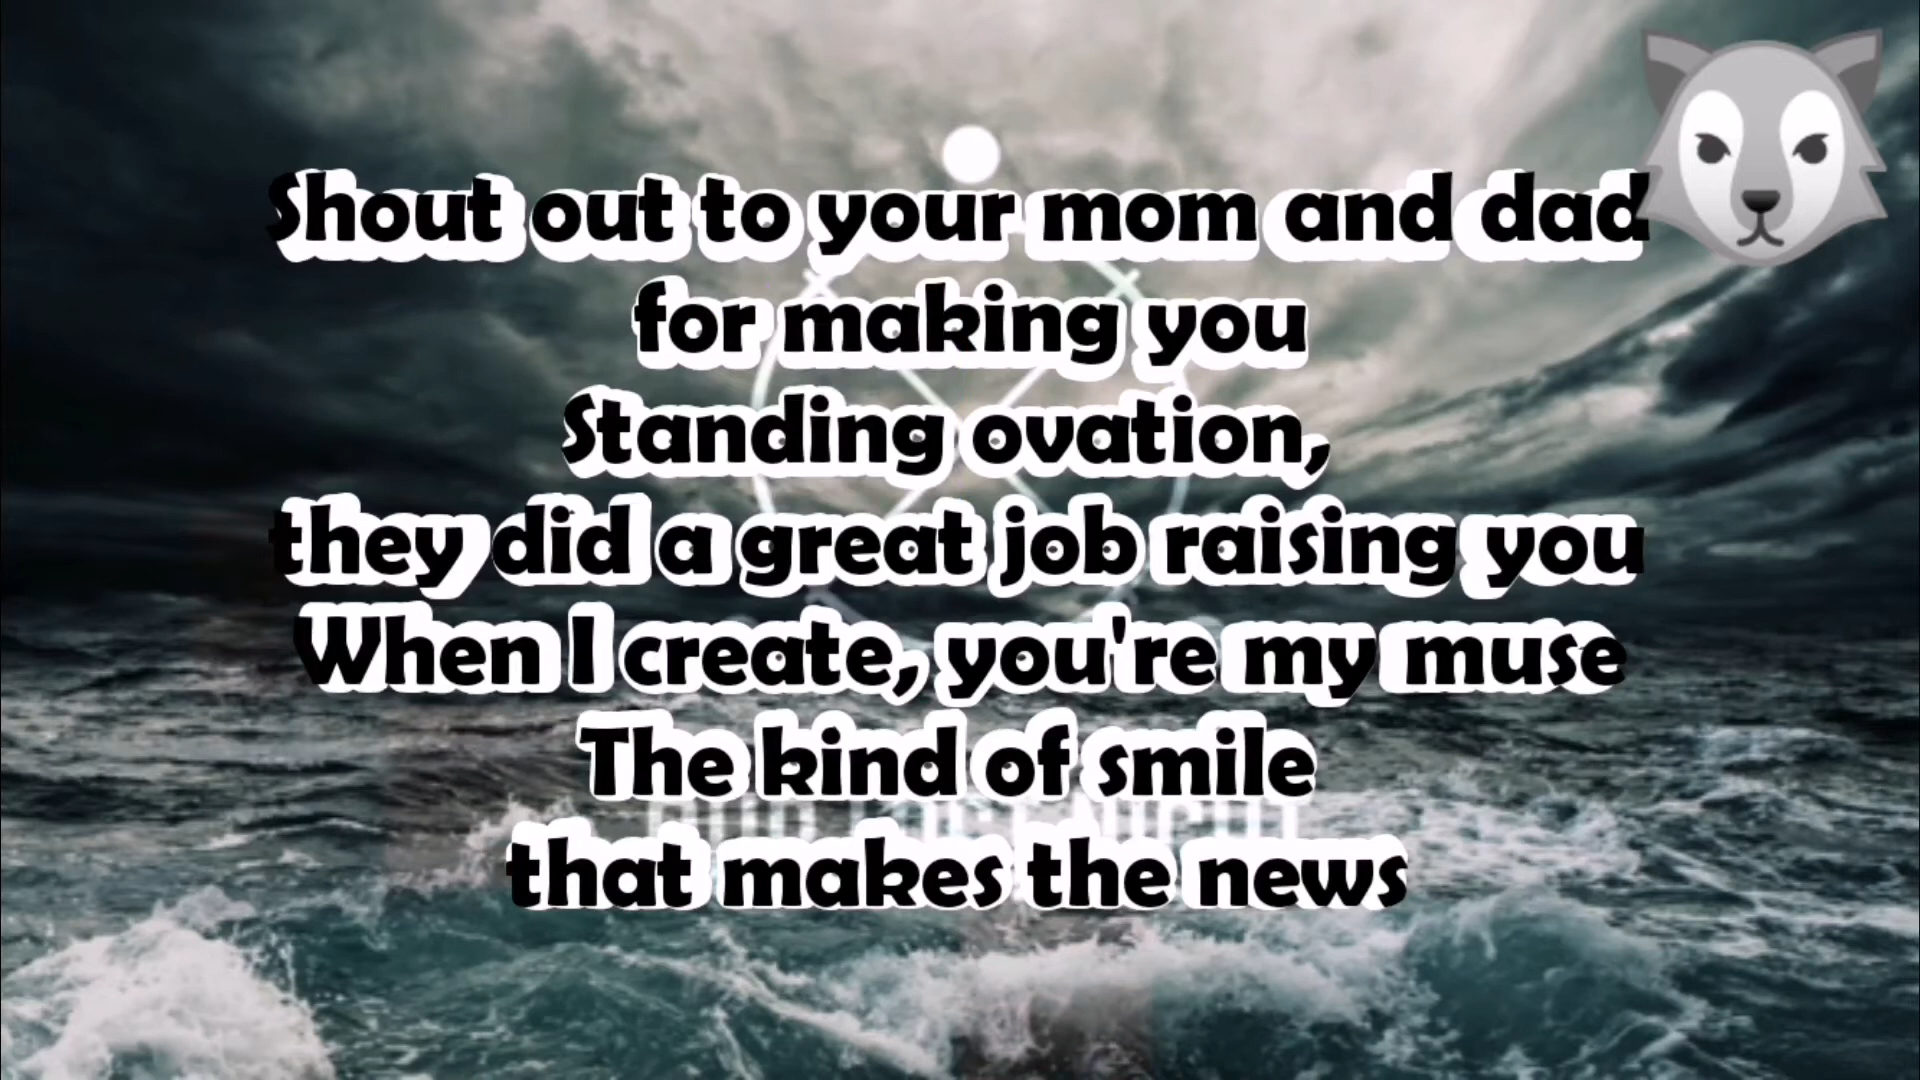 Shout out to your mom and dad
for making you
Standing ovation,
they did a great job raising you
When I create, you're my muse
The kind of smile
that makes the news